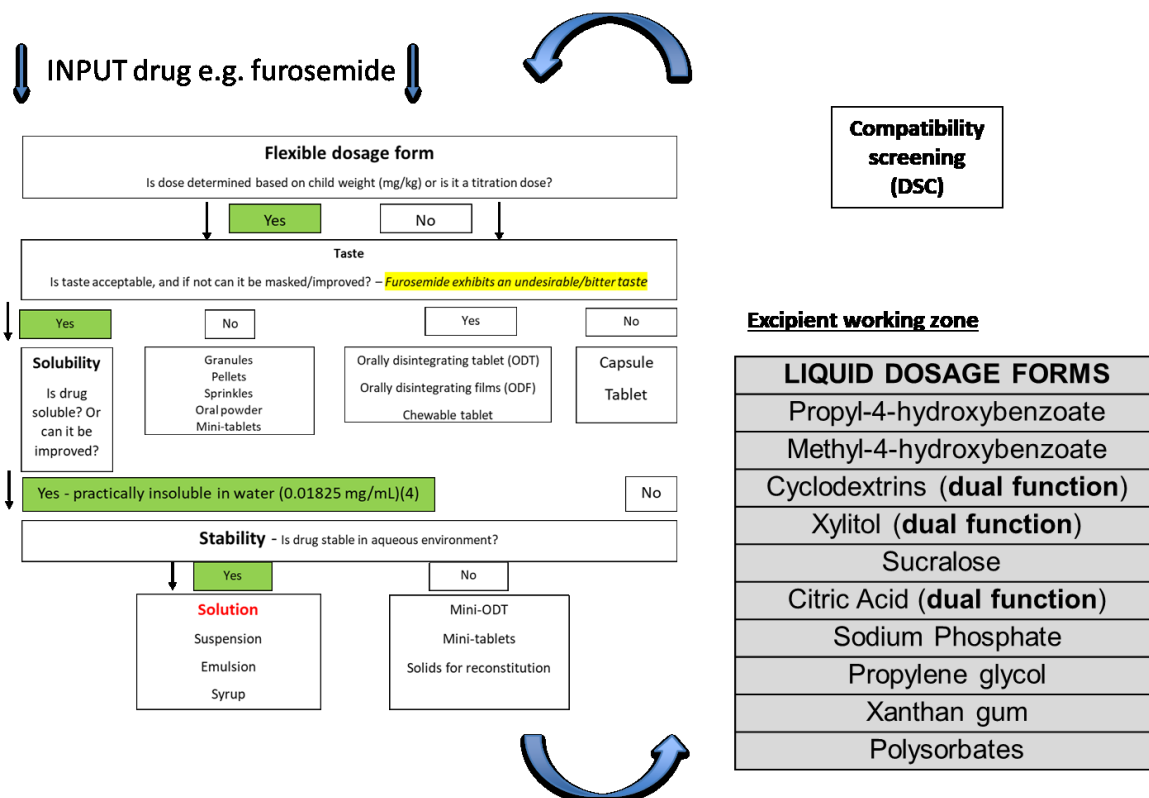 INPUT drug e.g. furosemide
Flexible dosage form
Is dose determined based on child weight (mg/kg) or is it a titration dose?
Yes
No
Taste
Is taste acceptable, and if not can it be masked/improved? – Furosemide exhibits an undesirable/bitter taste
Yes
No
Yes
No
Solubility
Is drug
soluble? Or
can it be
improved?
Granules
Pellets
Sprinkles
Oral powder
Mini-tablets
Orally disintegrating tablet (ODT)
Orally disintegrating films (ODF)
Chewable tablet
Capsule
Tablet
Yes - practically insoluble in water (0.01825 mg/mL)(4)
No
Stability - Is drug stable in aqueous environment?
Yes
No
Solution
Suspension
Emulsion
Syrup
Mini-ODT
Mini-tablets
Solids for reconstitution
Compatibility
screening
(DSC)
Excipient working zone
LIQUID DOSAGE FORMS
Propyl-4-hydroxybenzoate
Methyl-4-hydroxybenzoate
Cyclodextrins (dual function)
Xylitol (dual function)
Sucralose
Citric Acid (dual function)
Sodium Phosphate
Propylene glycol
Xanthan gum
Polysorbates